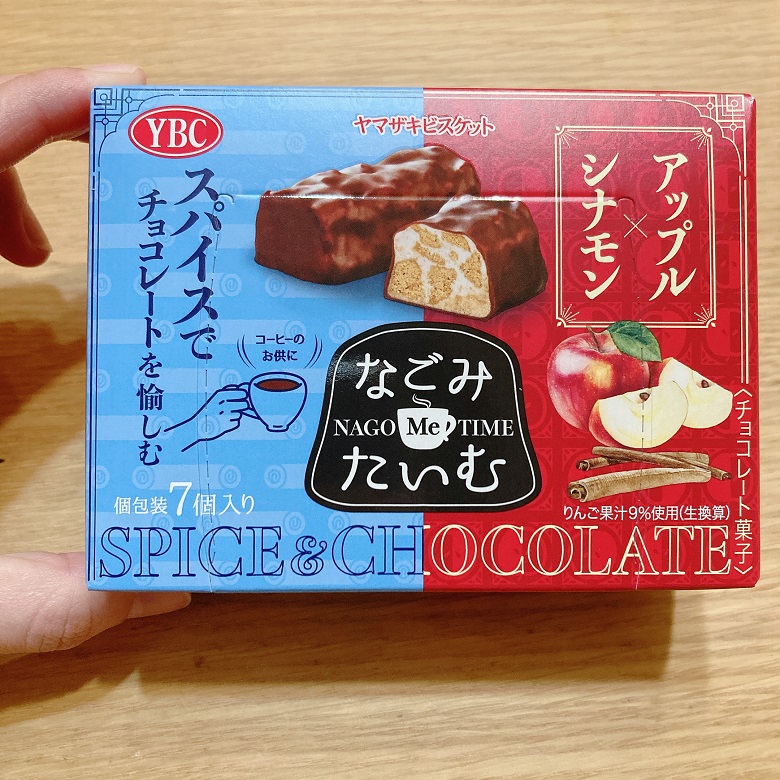 YBC
ヤマザキビスケット
スパイスで
チョコレートを愉しむ
アップル
×
シナモン
コーヒーの
お供に
なごみ
NAGO Me TIME
たいむ
個包装7個入り
りんご果汁9%使用(生換算)
〈チョコレート菓子〉
SPICE & CHOCOLATE